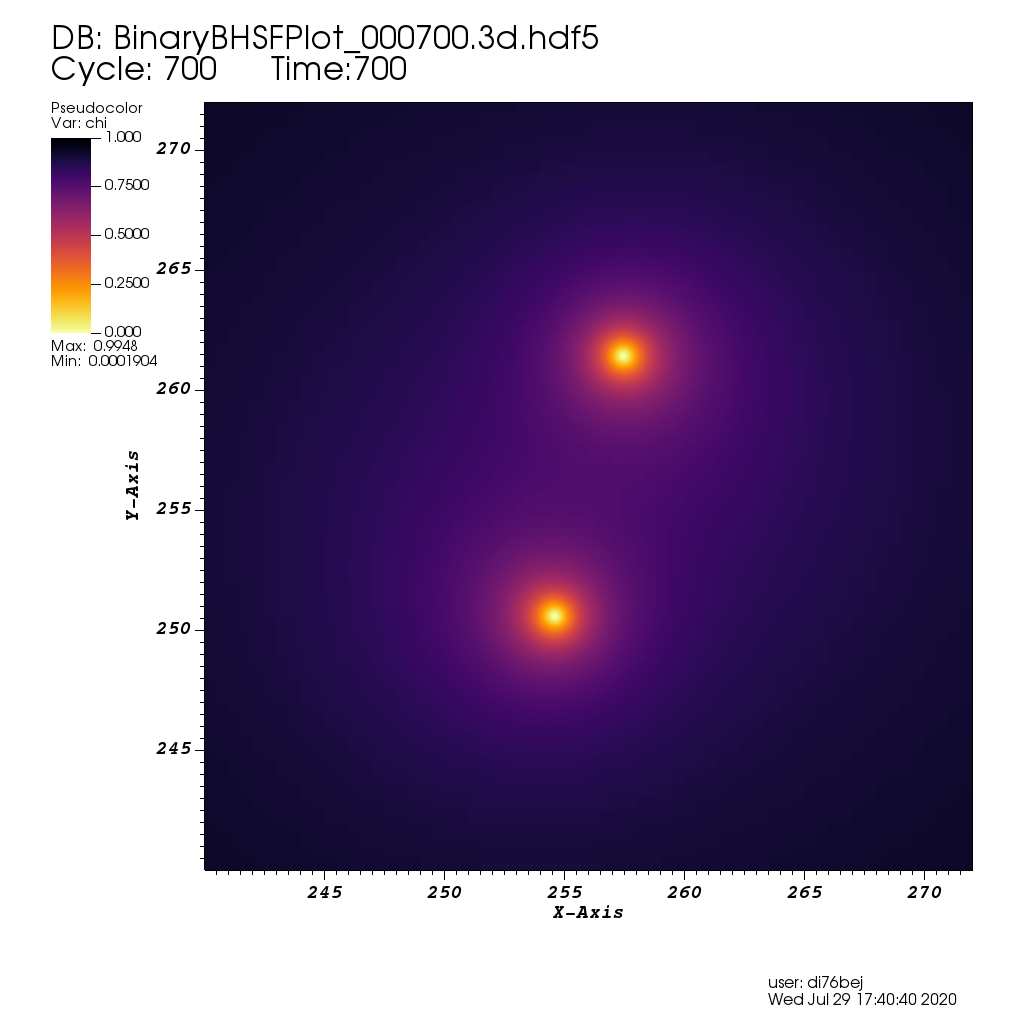 DB: BinaryBHSFPlot_000700.3d.hdf5
Cycle: 700 Time:700
Pseudocolor
Var: chi
1.000
0.7500
0.5000
0.2500
0.000
Max: 0.9948
Min: 0.0001904
270
265
260
255
250
245
Y-Axis
245 250 255 260 265 270
X-Axis
user: di76bej
Wed Jul 29 17:40:40 2020